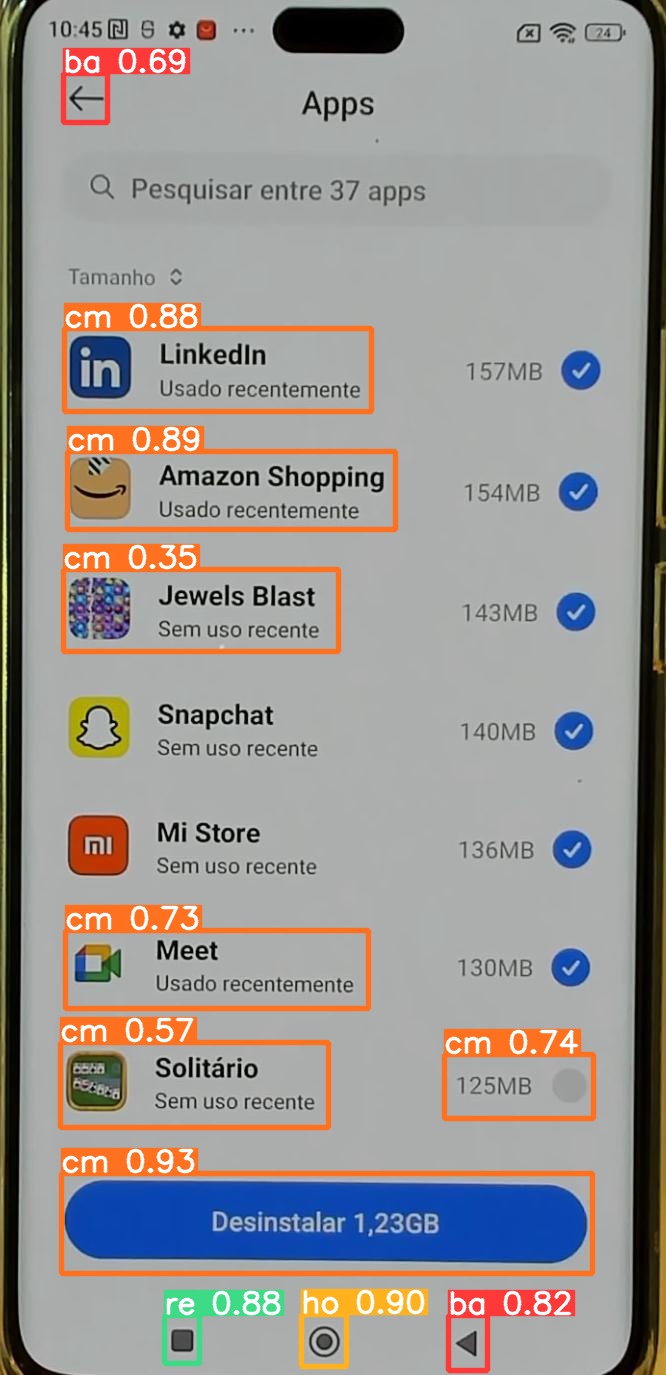 10:45
24
ba 0.69
Apps
Pesquisar entre 37 apps
Tamanho
cm 0.88
in
LinkedIn
Usado recentemente
157MB
cm 0.89
Amazon Shopping
Usado recentemente
154MB
cm 0.35
Jewels Blast
Sem uso recente
143MB
Snapchat
Sem uso recente
140MB
mi
Mi Store
Sem uso recente
136MB
cm 0.73
Meet
Usado recentemente
130MB
cm 0.57
Solitário
Sem uso recente
cm 0.74
125MB
cm 0.93
Desinstalar 1,23GB
re 0.88 ho 0.90 ba 0.82